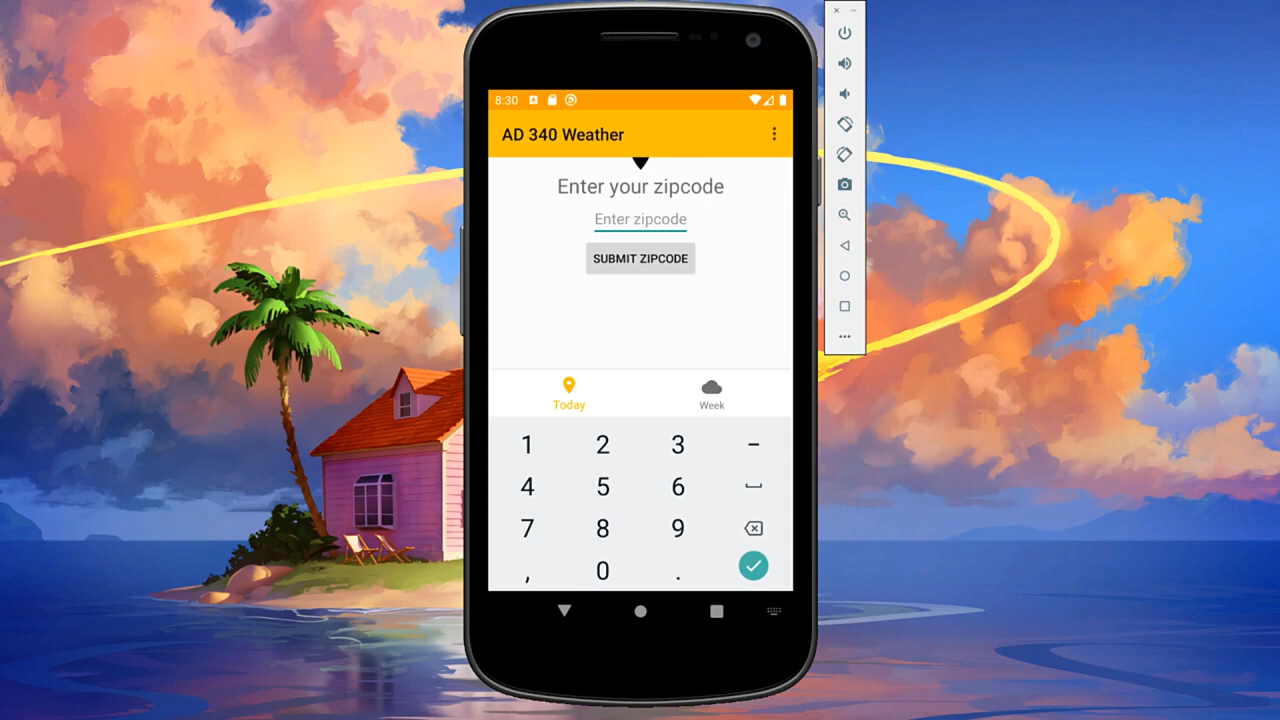 8:30
AD 340 Weather
Enter your zipcode
Enter zipcode
SUBMIT ZIPCODE
Today
Week
1 2 3 –
4 5 6
7 8 9
, 0 .